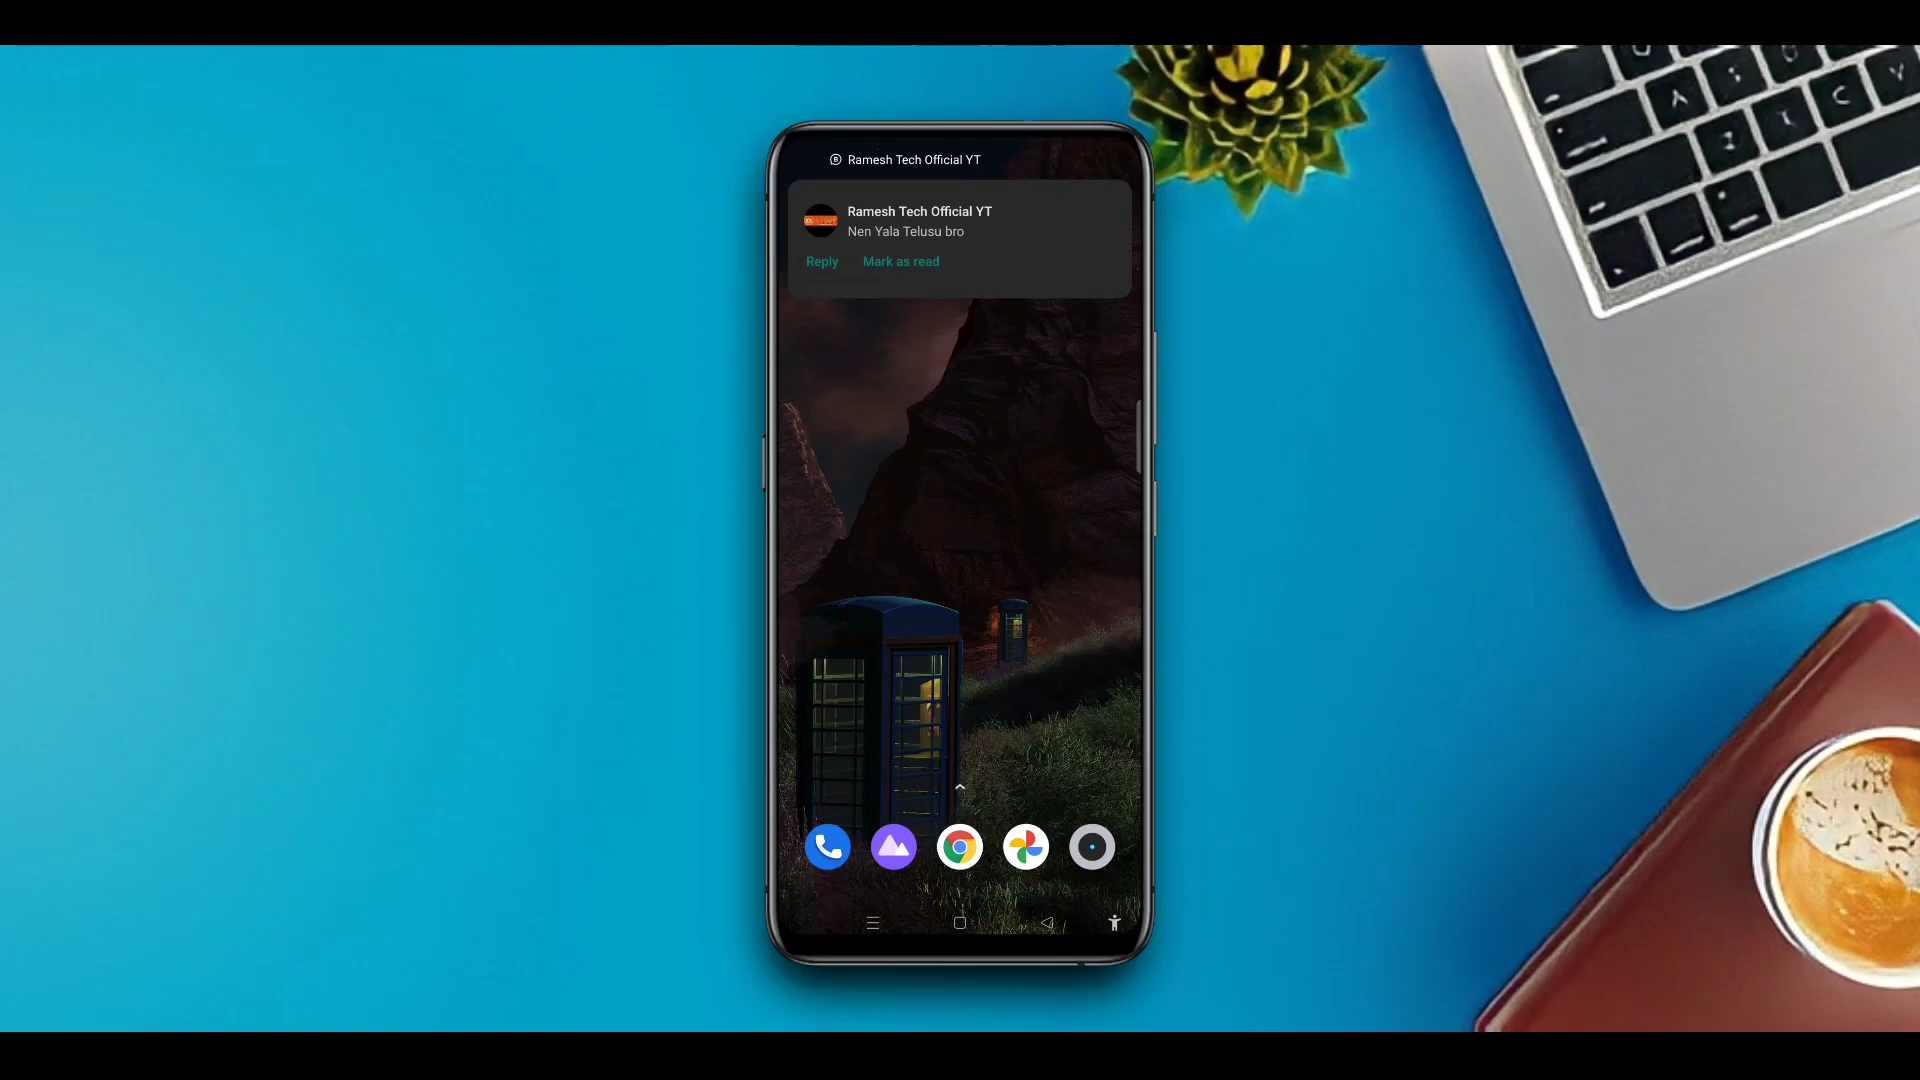 Ramesh Tech Official YT
Ramesh Tech Official YT
Nen Yala Telusu bro
Reply Mark as read
A
C
V